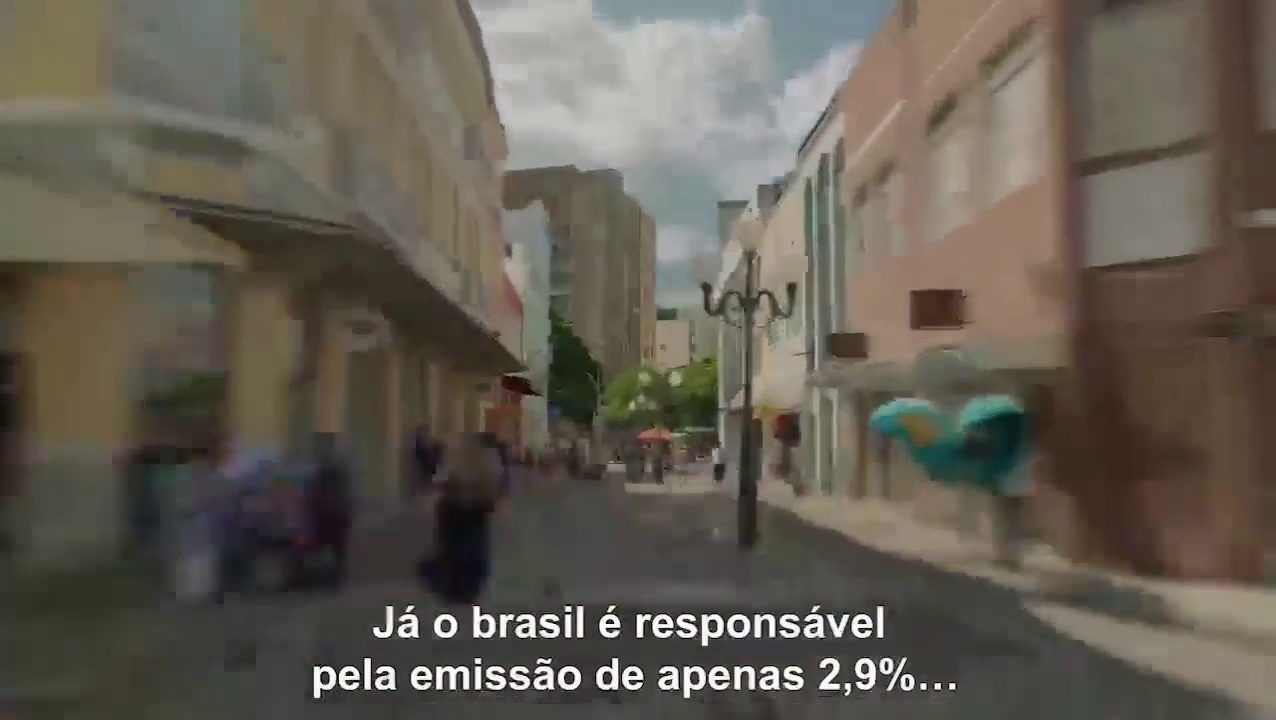 Já o brasil é responsável
pela emissão de apenas 2,9%...